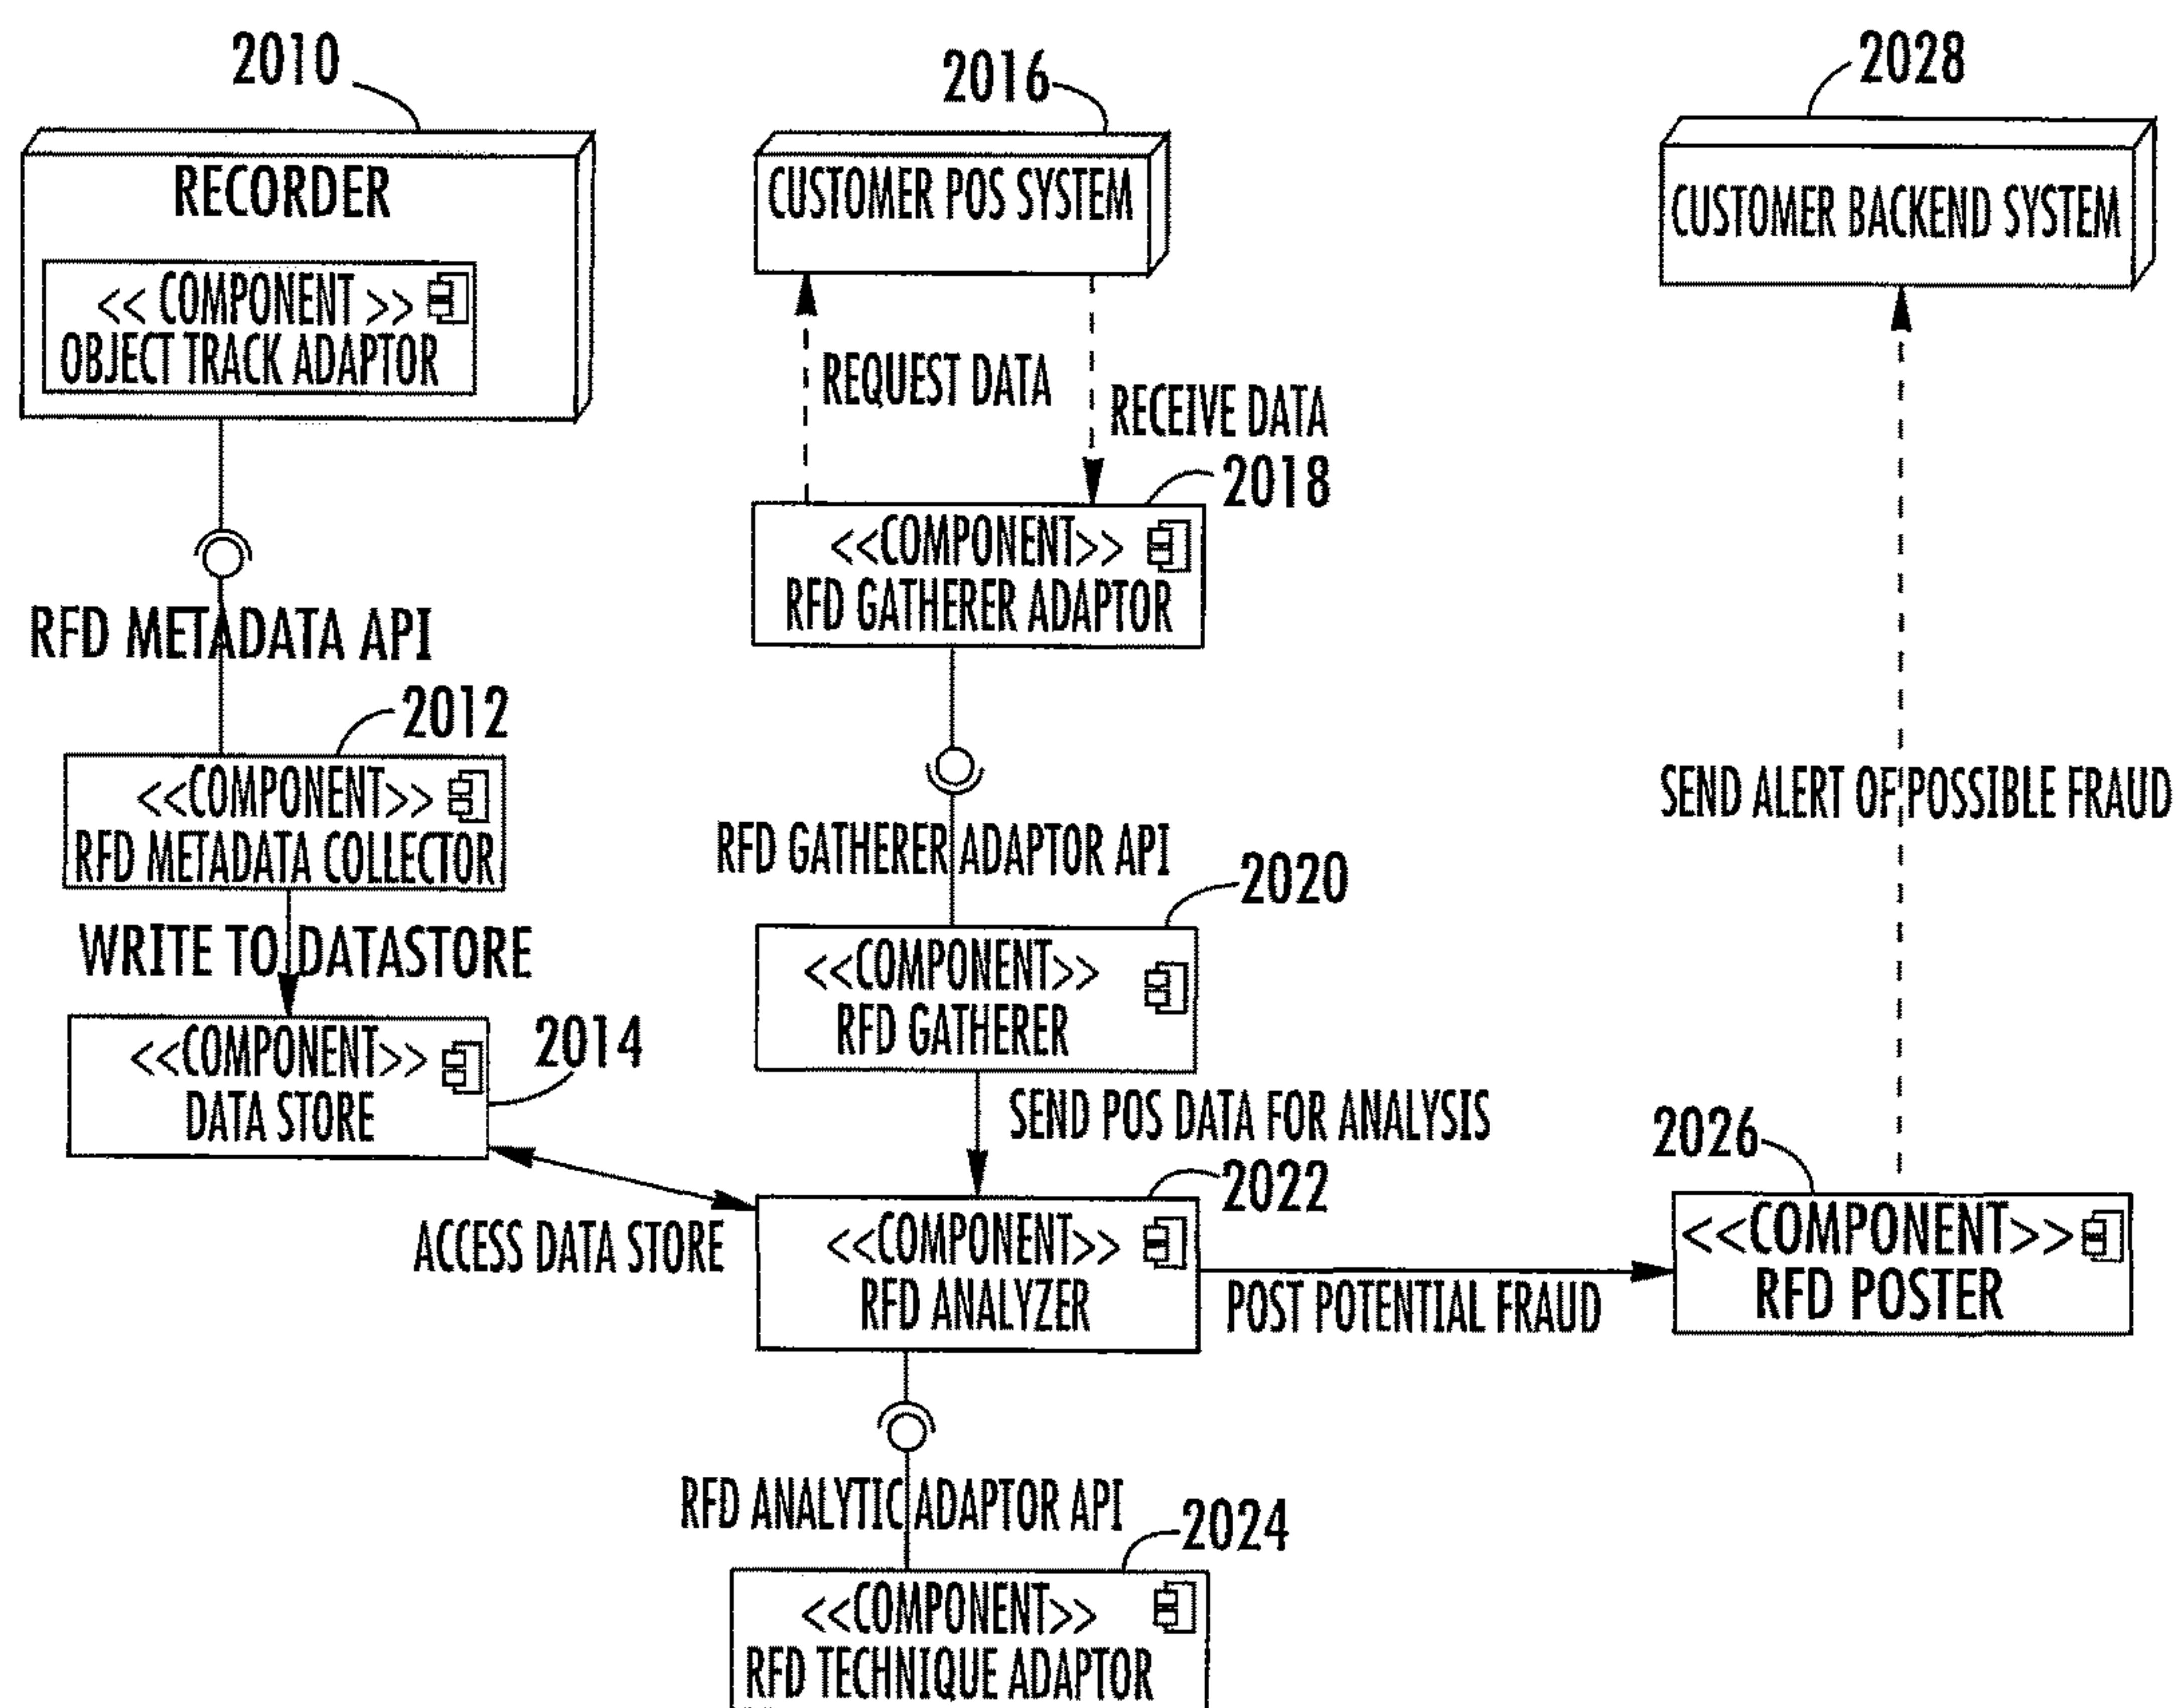 2010
RECORDER
<< COMPONENT >>
OBJECT TRACK ADAPTOR
RFD METADATA API
2012
<<COMPONENT>>
RFD METADATA COLLECTOR
WRITE TO DATASTORE
<<COMPONENT>>
DATA STORE
2014
ACCESS DATA STORE
2016
CUSTOMER POS SYSTEM
REQUEST DATA
RECEIVE DATA
2018
<<COMPONENT>>
RFD GATHERER ADAPTOR
RFD GATHERER ADAPTOR API
2020
<<COMPONENT>>
RFD GATHERER
SEND POS DATA FOR ANALYSIS
2022
<<COMPONENT>>
RFD ANALYZER
POST POTENTIAL FRAUD
RFD ANALYTIC ADAPTOR API
2024
<<COMPONENT>>
RFD TECHNIQUE ADAPTOR
2028
CUSTOMER BACKEND SYSTEM
SEND ALERT OF POSSIBLE FRAUD
2026
<<COMPONENT>>
RFD POSTER